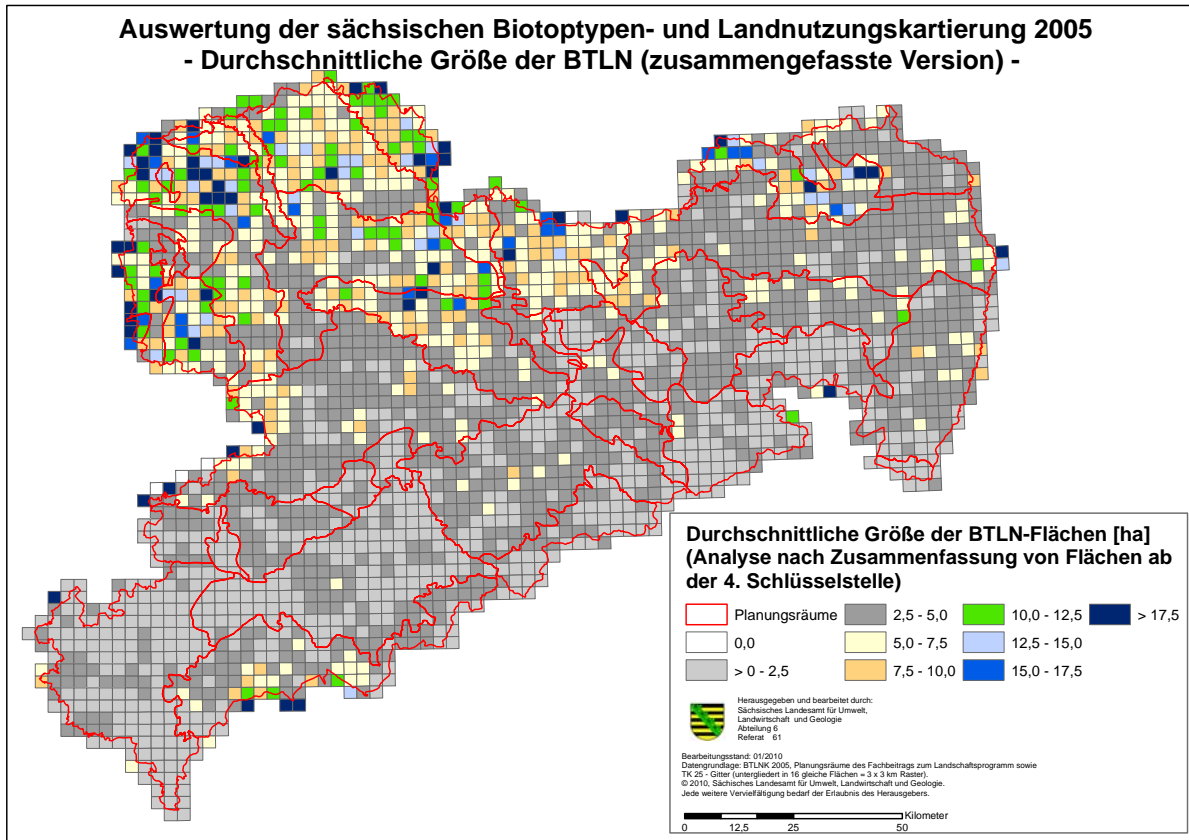 Auswertung der sächsischen Biotoptypen- und Landnutzungskartierung 2005
- Durchschnittliche Größe der BTLN (zusammengefasste Version) -
Durchschnittliche Größe der BTLN-Flächen [ha]
(Analyse nach Zusammenfassung von Flächen ab
der 4. Schlüsselstelle)
Planungsräume
2,5 - 5,0
10,0 - 12,5
> 17,5
0,0
5,0 - 7,5
12,5 - 15,0
> 0 - 2,5
7,5 - 10,0
15,0 - 17,5
Herausgegeben und bearbeitet durch:
Sächsisches Landesamt für Umwelt,
Landwirtschaft und Geologie
Abteilung 6
Referat 61
Bearbeitungsstand: 01/2010
Datengrundlage: BTLNK 2005, Planungsräume des Fachbeitrags zum Landschaftsprogramm sowie
TK 25 - Gitter (untergliedert in 16 gleiche Flächen = 3 x 3 km Raster).
© 2010, Sächsisches Landesamt für Umwelt, Landwirtschaft und Geologie.
Jede weitere Vervielfältigung bedarf der Erlaubnis des Herausgebers.
Kilometer
0 12,5 25 50